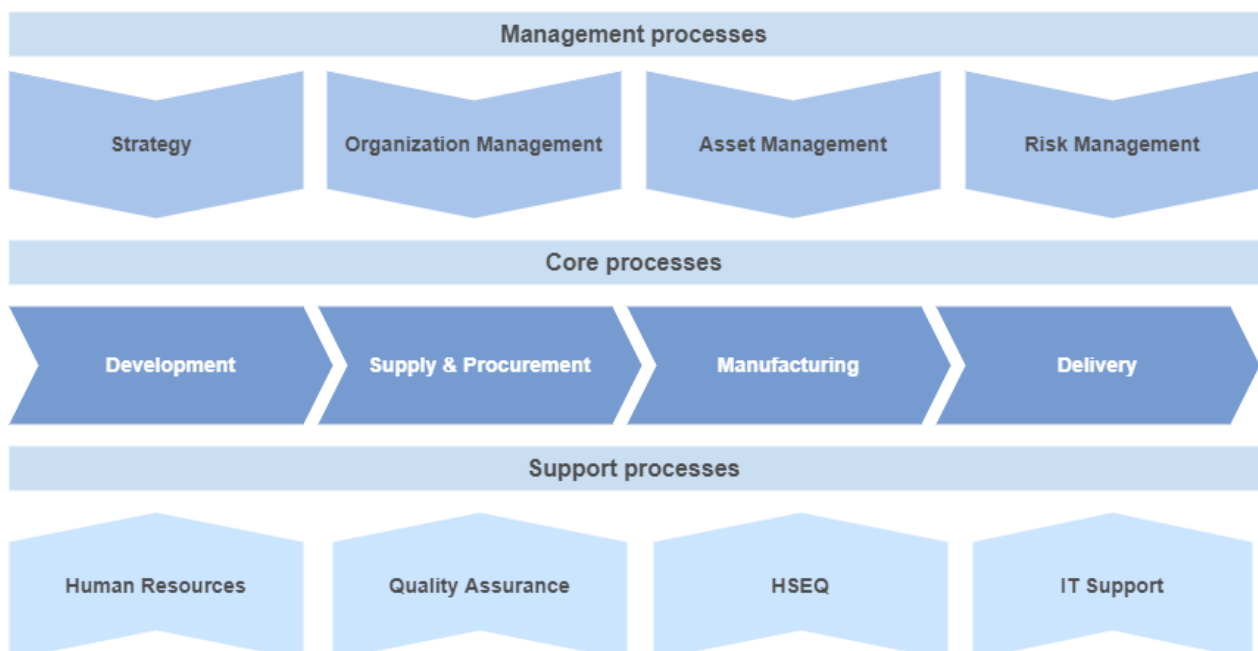 Management processes
Strategy
Organization Management
Asset Management
Risk Management
Core processes
Development
Supply & Procurement
Manufacturing
Delivery
Support processes
Human Resources
Quality Assurance
HSEQ
IT Support